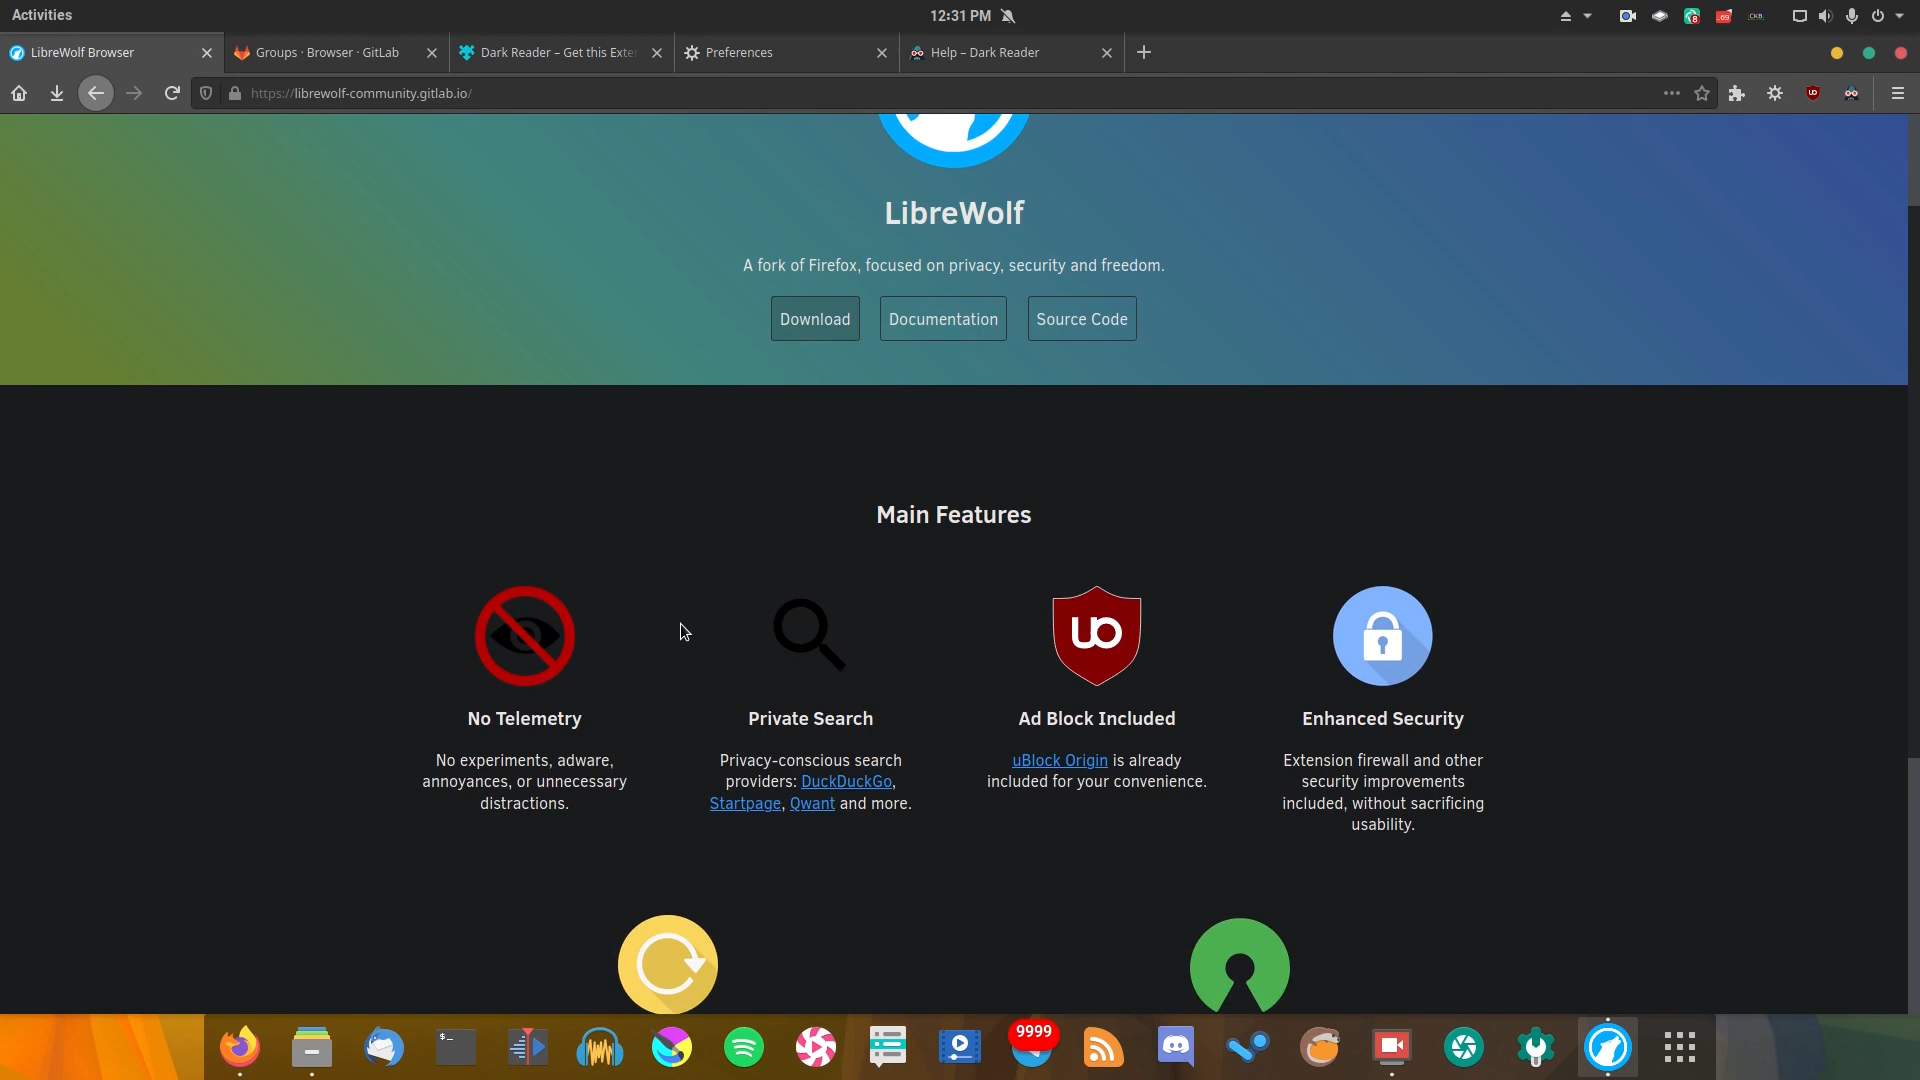 Activities
12:31 PM
8
.69
CKB
LibreWolf Browser
Groups · Browser · GitLab
Dark Reader – Get this Exte
Preferences
Help – Dark Reader
https://librewolf-community.gitlab.io/
LibreWolf
A fork of Firefox, focused on privacy, security and freedom.
Download
Documentation
Source Code
Main Features
No Telemetry
No experiments, adware,
annoyances, or unnecessary
distractions.
Private Search
Privacy-conscious search
providers: DuckDuckGo,
Startpage, Qwant and more.
Ad Block Included
uBlock Origin is already
included for your convenience.
Enhanced Security
Extension firewall and other
security improvements
included, without sacrificing
usability.
$_
9999